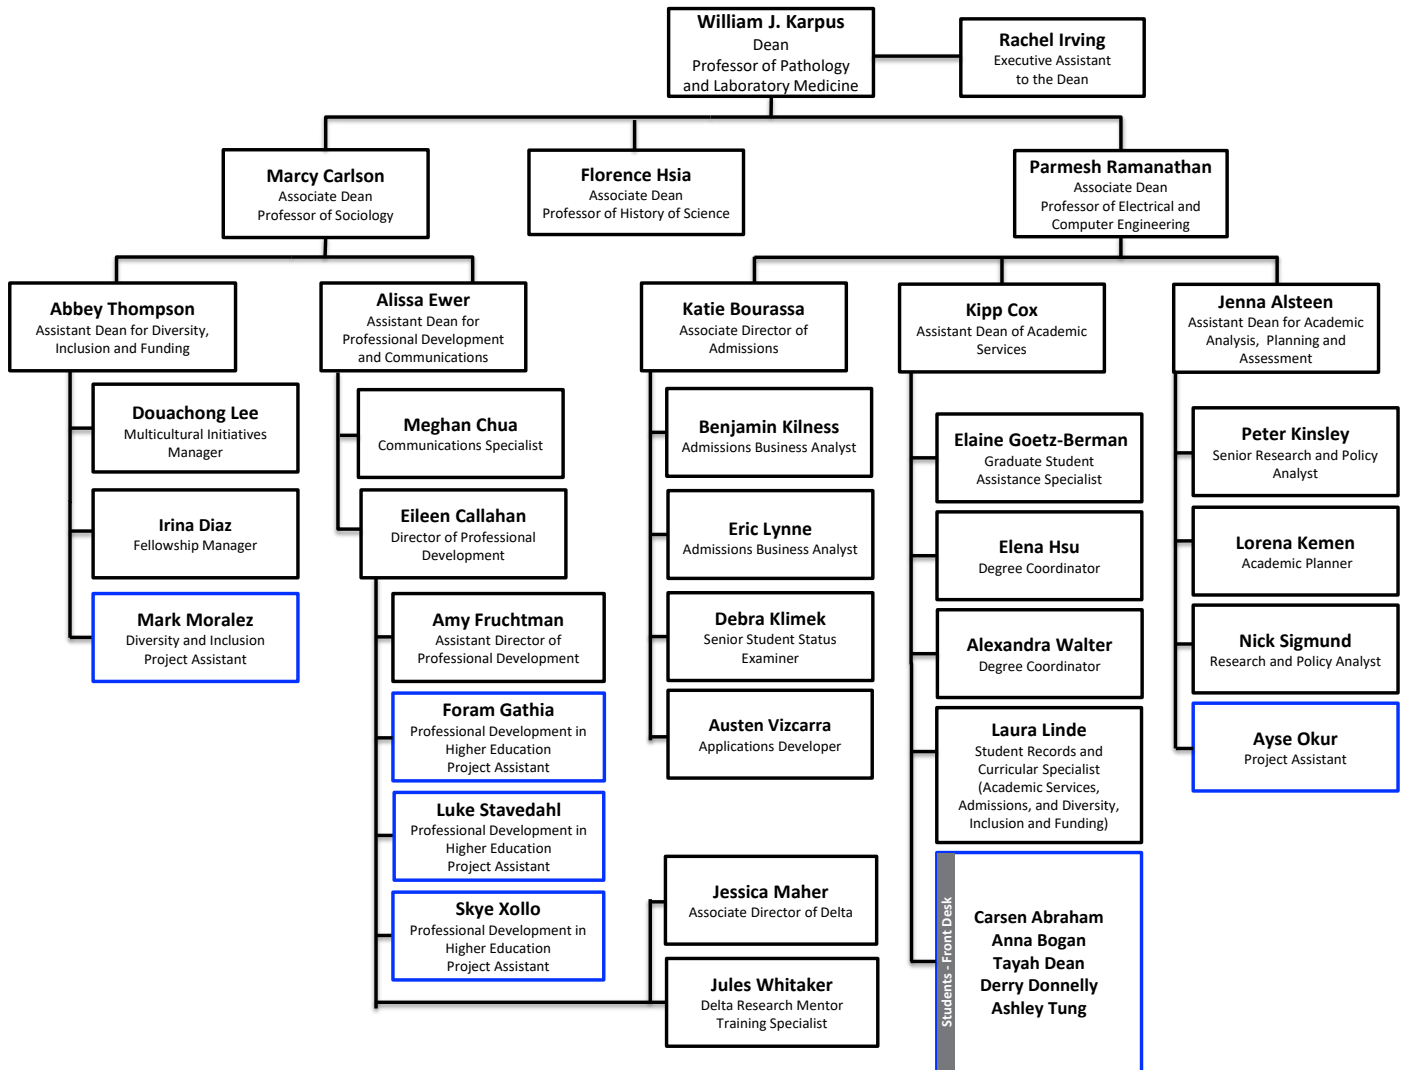 William J. Karpus
Dean
Professor of Pathology
and Laboratory Medicine
Rachel Irving
Executive Assistant
to the Dean
Marcy Carlson
Associate Dean
Professor of Sociology
Florence Hsia
Associate Dean
Professor of History of Science
Parmesh Ramanathan
Associate Dean
Professor of Electrical and
Computer Engineering
Abbey Thompson
Assistant Dean for Diversity,
Inclusion and Funding
Alissa Ewer
Assistant Dean for
Professional Development
and Communications
Katie Bourassa
Associate Director of
Admissions
Kipp Cox
Assistant Dean of Academic
Services
Jenna Alsteen
Assistant Dean for Academic
Analysis, Planning and
Assessment
Douachong Lee
Multicultural Initiatives
Manager
Irina Diaz
Fellowship Manager
Mark Moralez
Diversity and Inclusion
Project Assistant
Meghan Chua
Communications Specialist
Eileen Callahan
Director of Professional
Development
Amy Fruchtman
Assistant Director of
Professional Development
Foram Gathia
Professional Development in
Higher Education
Project Assistant
Luke Stavedahl
Professional Development in
Higher Education
Project Assistant
Skye Xollo
Professional Development in
Higher Education
Project Assistant
Jessica Maher
Associate Director of Delta
Jules Whitaker
Delta Research Mentor
Training Specialist
Benjamin Kilness
Admissions Business Analyst
Eric Lynne
Admissions Business Analyst
Debra Klimek
Senior Student Status
Examiner
Austen Vizcarra
Applications Developer
Elaine Goetz-Berman
Graduate Student
Assistance Specialist
Elena Hsu
Degree Coordinator
Alexandra Walter
Degree Coordinator
Laura Linde
Student Records and
Curricular Specialist
(Academic Services,
Admissions, and Diversity,
Inclusion and Funding)
Students - Front Desk
Carsen Abraham
Anna Bogan
Tayah Dean
Derry Donnelly
Ashley Tung
Peter Kinsley
Senior Research and Policy
Analyst
Lorena Kemen
Academic Planner
Nick Sigmund
Research and Policy Analyst
Ayse Okur
Project Assistant